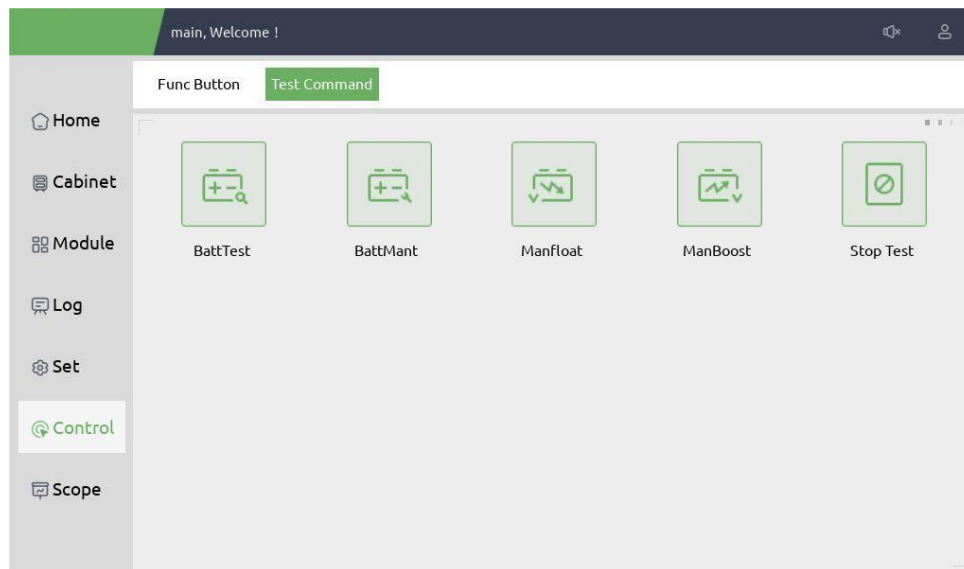 main, Welcome !
Func Button
Test Command
Home
Cabinet
Module
Log
Set
Control
Scope
BattTest
BattMant
Manfloat
ManBoost
Stop Test